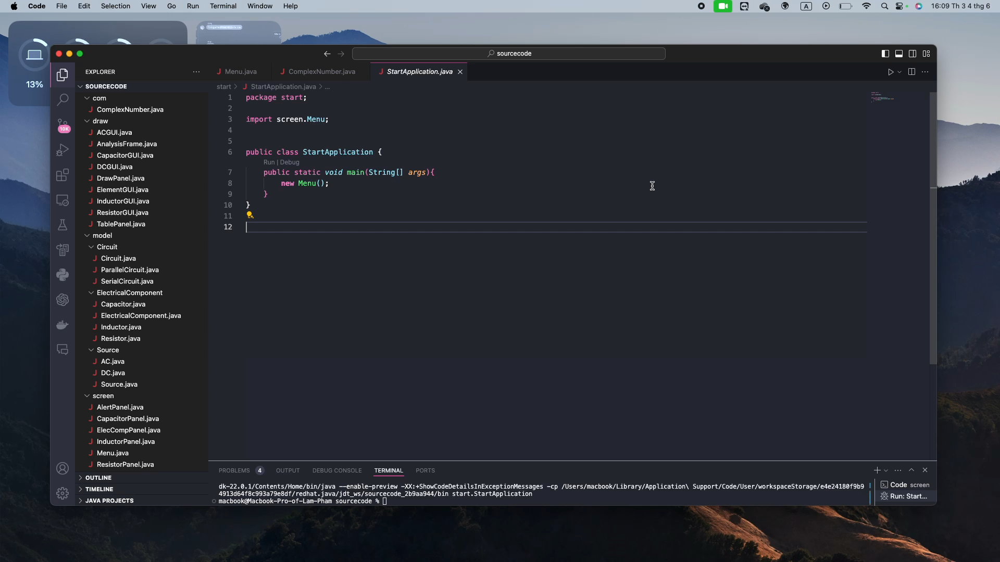 Code File Edit Selection View Go Run Terminal Window Help
A
16:09 Th 3 4 thg 6
13%
sourcecode
EXPLORER
Menu.java
ComplexNumber.java
StartApplication.java
start > StartApplication.java > ...
SOURCECODE
com
ComplexNumber.java
draw
ACGUI.java
AnalysisFrame.java
CapacitorGUI.java
DCGUI.java
DrawPanel.java
ElementGUI.java
InductorGUI.java
ResistorGUI.java
TablePanel.java
model
Circuit
Circuit.java
ParallelCircuit.java
SerialCircuit.java
ElectricalComponent
Capacitor.java
ElectricalComponent.java
Inductor.java
Resistor.java
Source
AC.java
DC.java
Source.java
screen
AlertPanel.java
CapacitorPanel.java
ElecCompPanel.java
InductorPanel.java
Menu.java
ResistorPanel.java
OUTLINE
TIMELINE
JAVA PROJECTS
10K
1 package start;
2
3 import screen.Menu;
4
5
6 public class StartApplication {
Run | Debug
7 public static void main(String[] args){
8 new Menu();
9 }
10 }
11
12
PROBLEMS 4 OUTPUT DEBUG CONSOLE TERMINAL PORTS
dk-22.0.1/Contents/Home/bin/java --enable-preview -XX:+ShowCodeDetailsInExceptionMessages -cp /Users/macbook/Library/Application\ Support/Code/User/workspaceStorage/e4e24180f9b9
4913d64f8c993a79e8df/redhat.java/jdt_ws/sourcecode_2b9aa944/bin start.StartApplication
macbook@Macbook-Pro-of-Lam-Pham sourcecode %
Code screen
Run: Start...